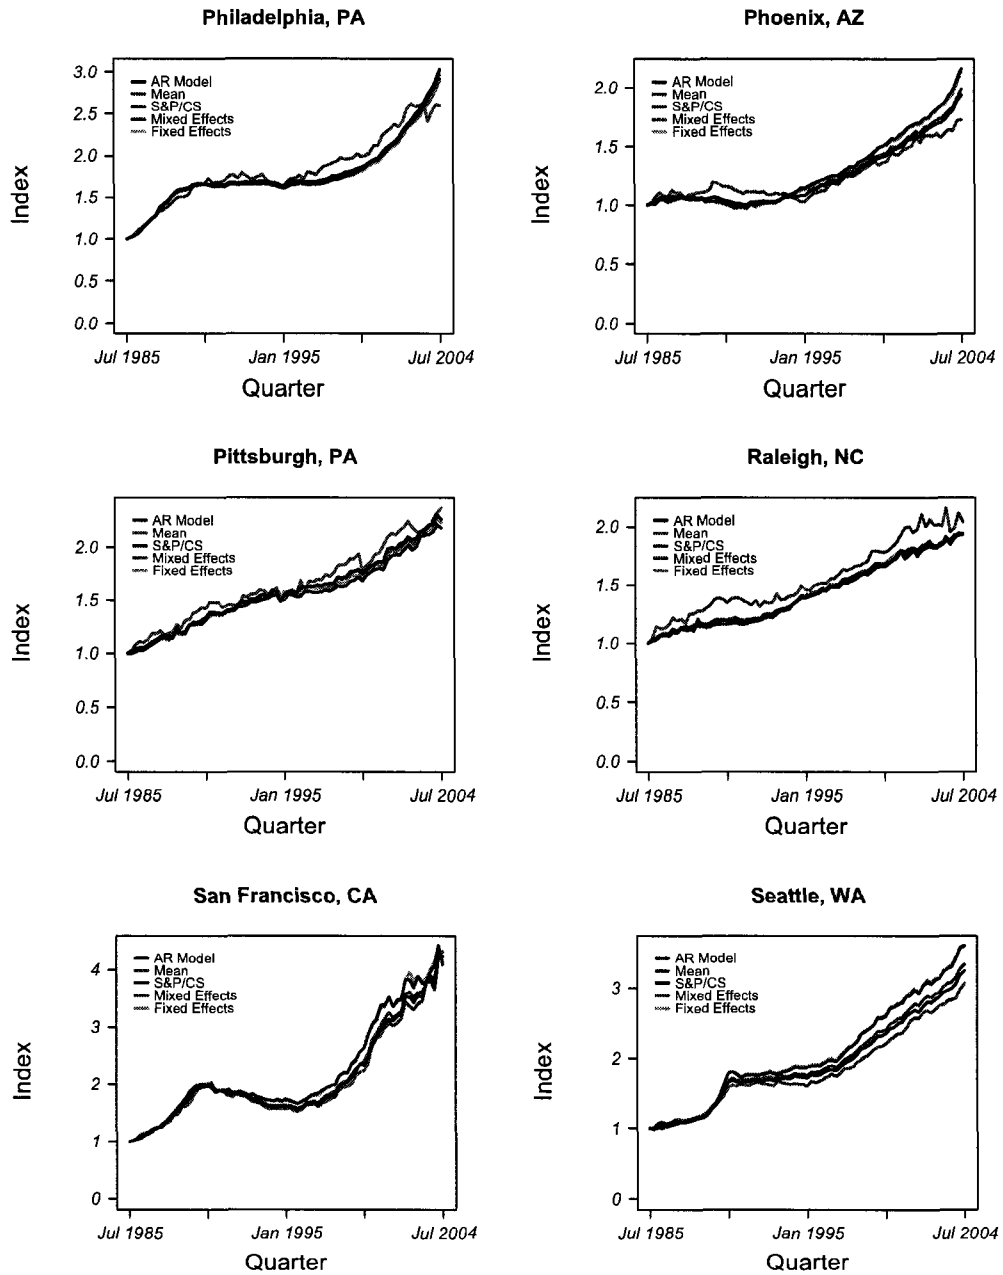 Philadelphia, PA
Index
3.0
2.5
2.0
1.5
1.0
0.5
0.0
AR Model
Mean
S&P/CS
Mixed Effects
Fixed Effects
Jul 1985
Jan 1995
Jul 2004
Quarter
Phoenix, AZ
Index
2.0
1.5
1.0
0.5
0.0
AR Model
Mean
S&P/CS
Mixed Effects
Fixed Effects
Jul 1985
Jan 1995
Jul 2004
Quarter
Pittsburgh, PA
Index
2.0
1.5
1.0
0.5
0.0
AR Model
Mean
S&P/CS
Mixed Effects
Fixed Effects
Jul 1985
Jan 1995
Jul 2004
Quarter
Raleigh, NC
Index
2.0
1.5
1.0
0.5
0.0
AR Model
Mean
S&P/CS
Mixed Effects
Fixed Effects
Jul 1985
Jan 1995
Jul 2004
Quarter
San Francisco, CA
Index
4
3
2
1
0
AR Model
Mean
S&P/CS
Mixed Effects
Fixed Effects
Jul 1985
Jan 1995
Jul 2004
Quarter
Seattle, WA
Index
3
2
1
0
AR Model
Mean
S&P/CS
Mixed Effects
Fixed Effects
Jul 1985
Jan 1995
Jul 2004
Quarter